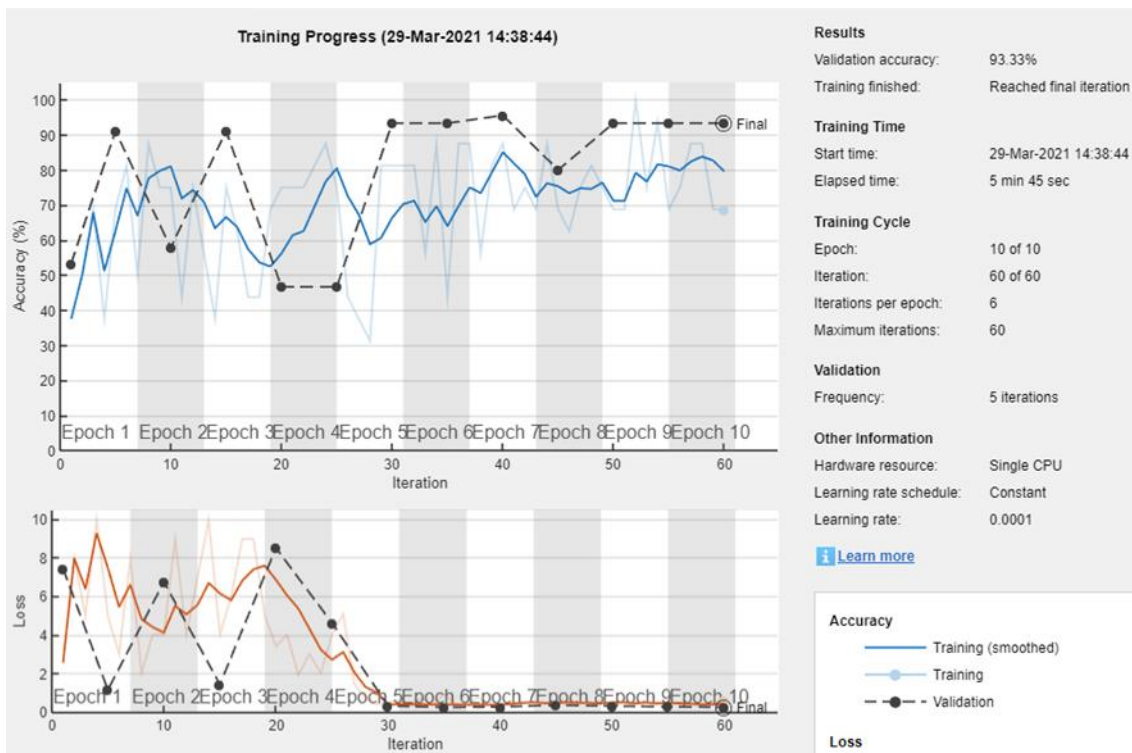 Training Progress (29-Mar-2021 14:38:44)
100
90
80
70
60
50
40
30
20
10
0
Accuracy (%)
Final
Epoch 1 Epoch 2 Epoch 3 Epoch 4 Epoch 5 Epoch 6 Epoch 7 Epoch 8 Epoch 9 Epoch 10
0 10 20 30 40 50 60
Iteration
10
8
6
4
2
0
Loss
Epoch 1 Epoch 2 Epoch 3 Epoch 4 Epoch 5 Epoch 6 Epoch 7 Epoch 8 Epoch 9 Epoch 10
Final
0 10 20 30 40 50 60
Iteration
Results
Validation accuracy: 93.33%
Training finished: Reached final iteration
Training Time
Start time: 29-Mar-2021 14:38:44
Elapsed time: 5 min 45 sec
Training Cycle
Epoch: 10 of 10
Iteration: 60 of 60
Iterations per epoch: 6
Maximum iterations: 60
Validation
Frequency: 5 iterations
Other Information
Hardware resource: Single CPU
Learning rate schedule: Constant
Learning rate: 0.0001
i Learn more
Accuracy
Training (smoothed)
Training
Validation
Loss